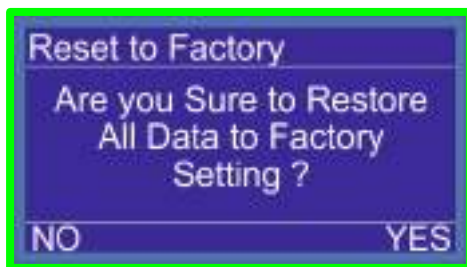 Reset to Factory
Are you Sure to Restore
All Data to Factory
Setting ?
NO YES